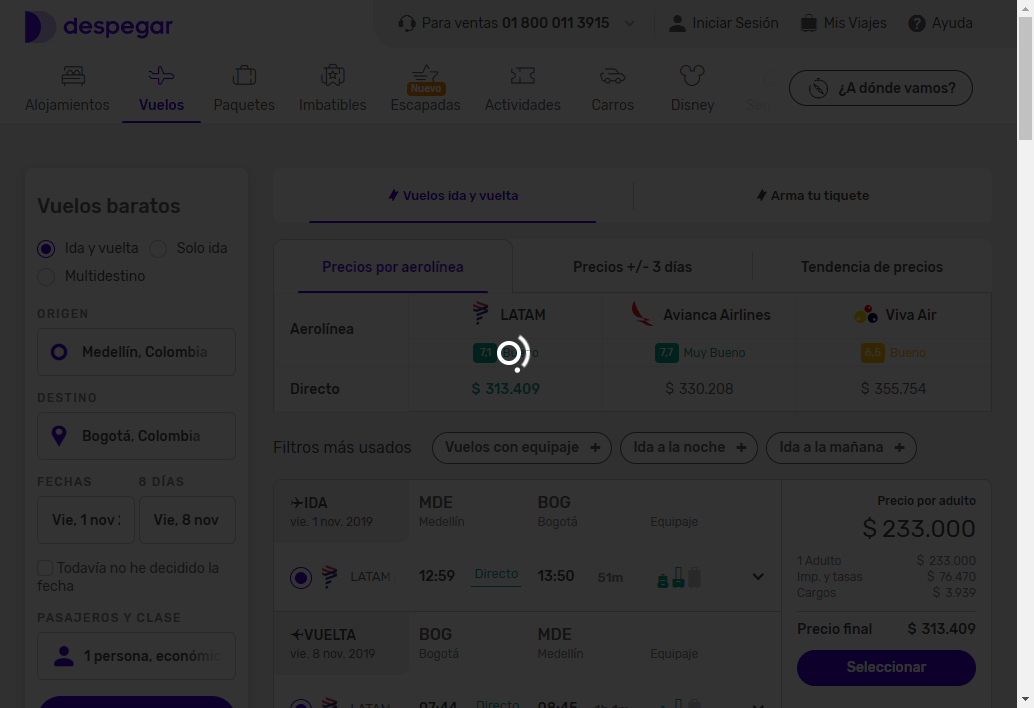 despegar
Para ventas 01 800 011 3915
Iniciar Sesión
Mis Viajes
Ayuda
Alojamientos
Vuelos
Paquetes
Imbatibles
Nuevo
Escapadas
Actividades
Carros
Disney
¿A dónde vamos?
Vuelos baratos
Ida y vuelta
Solo ida
Multidestino
ORIGEN
Medellín, Colombia
DESTINO
Bogotá, Colombia
FECHAS
8 DÍAS
Vie, 1 nov
Vie, 8 nov
Todavía no he decidido la
fecha
PASAJEROS Y CLASE
1 persona, económic
Vuelos ida y vuelta
Arma tu tiquete
Precios por aerolínea
Precios +/- 3 días
Tendencia de precios
Aerolínea
LATAM
Avianca Airlines
Viva Air
7,1
7,7 Muy Bueno
6,5 Bueno
Directo
$ 313.409
$ 330.208
$ 355.754
Filtros más usados
Vuelos con equipaje +
Ida a la noche +
Ida a la mañana +
IDA
MDE
BOG
vie. 1 nov. 2019
Medellín
Bogotá
Equipaje
LATAM
12:59
Directo
13:50
51m
VUELTA
BOG
MDE
vie. 8 nov. 2019
Bogotá
Medellín
Equipaje
LATAM
07:44
Directo
08:45
Precio por adulto
$ 233.000
1 Adulto $ 233.000
Imp. y tasas $ 76.470
Cargos $ 3.939
Precio final $ 313.409
Seleccionar